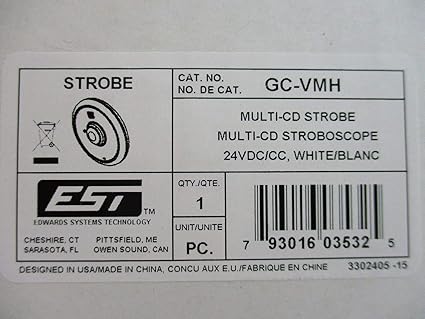 STROBE
CAT. NO.
NO. DE CAT.
GC-VMH
MULTI-CD STROBE
MULTI-CD STROBOSCOPE
24VDC/CC, WHITE/BLANC
EST™
EDWARDS SYSTEMS TECHNOLOGY
CHESHIRE, CT PITTSFIELD, ME
SARASOTA, FL OWEN SOUND, CAN
QTY./QTE.
1
UNIT/UNITE
PC.
7 93016 03532 5
DESIGNED IN USA/MADE IN CHINA, CONCU AUX E.U./FABRIQUE EN CHINE 3302405 -15